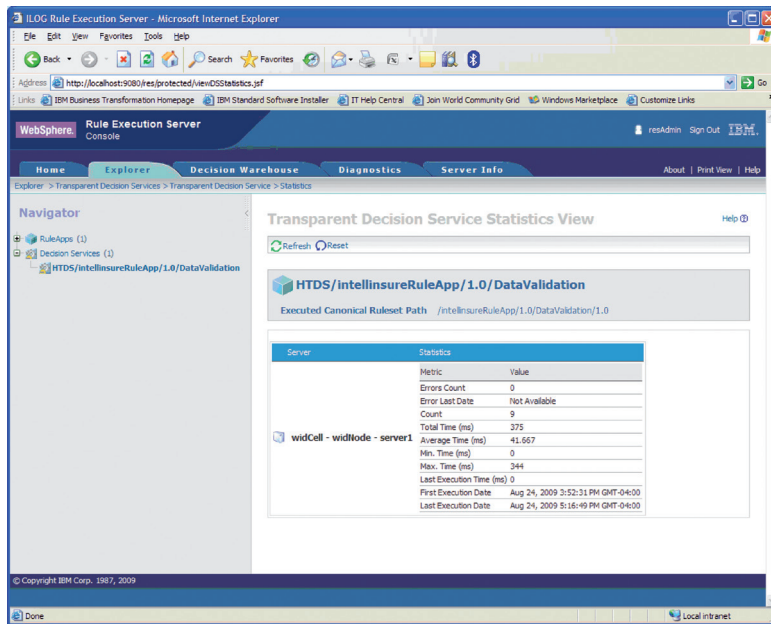 ILOG Rule Execution Server - Microsoft Internet Explorer
File Edit View Favorites Tools Help
Back Search Favorites
Address http://localhost:9080/res/protected/viewDSStatistics.jsf Go
Links IBM Business Transformation Homepage IBM Standard Software Installer IT Help Central Join World Community Grid Windows Marketplace Customize Links
WebSphere. Rule Execution Server
Console
resAdmin Sign Out IBM.
Home Explorer Decision Warehouse Diagnostics Server Info About | Print View | Help
Explorer > Transparent Decision Services > Transparent Decision Service > Statistics
Navigator
RuleApps (1)
Decision Services (1)
HTDS/intellinsureRuleApp/1.0/DataValidation
Transparent Decision Service Statistics View Help
Refresh Reset
HTDS/intellinsureRuleApp/1.0/DataValidation
Executed Canonical Ruleset Path /intellinsureRuleApp/1.0/DataValidation/1.0
Server Statistics
Metric Value
Errors Count 0
Error Last Date Not Available
Count 9
Total Time (ms) 375
widCell - widNode - server1
Average Time (ms) 41.667
Min. Time (ms) 0
Max. Time (ms) 344
Last Execution Time (ms) 0
First Execution Date Aug 24, 2009 3:52:31 PM GMT-04:00
Last Execution Date Aug 24, 2009 5:16:49 PM GMT-04:00
© Copyright IBM Corp. 1987, 2009
Done Local intranet